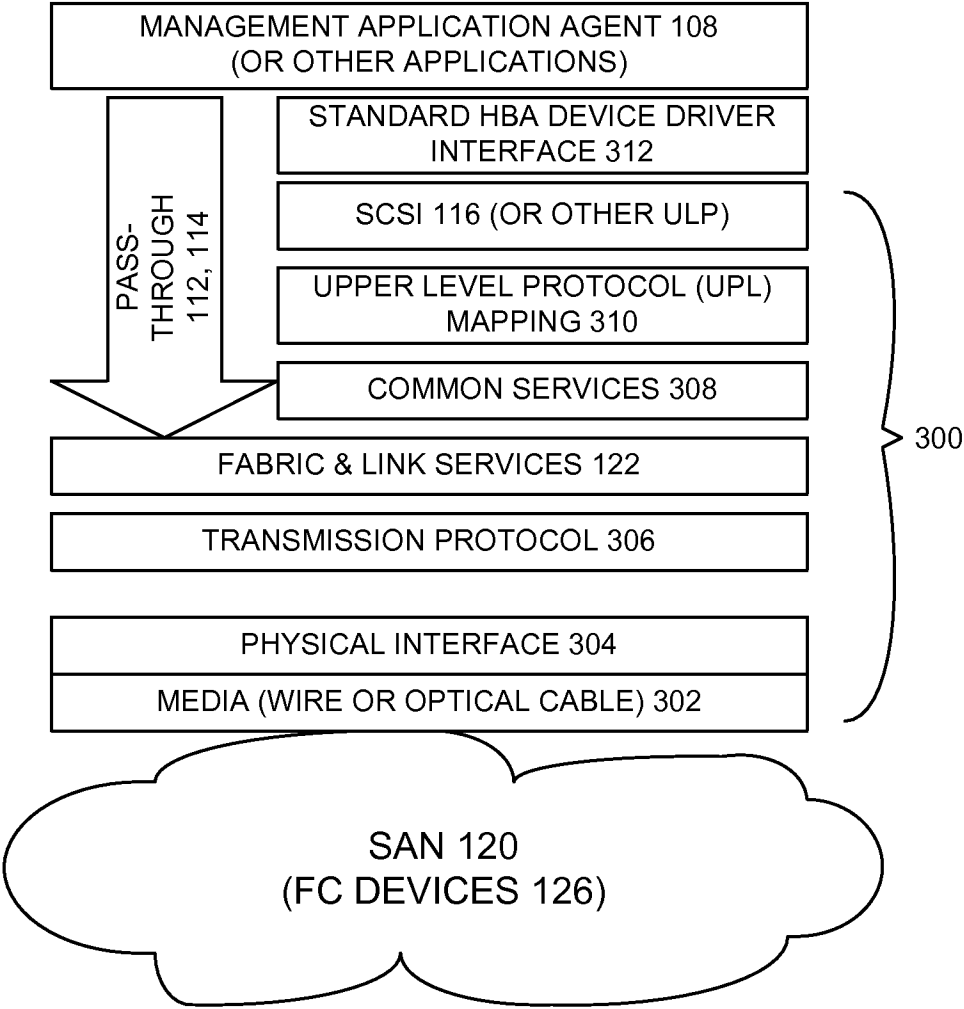 MANAGEMENT APPLICATION AGENT 108
(OR OTHER APPLICATIONS)
STANDARD HBA DEVICE DRIVER
INTERFACE 312
PASS-
THROUGH
112, 114
SCSI 116 (OR OTHER ULP)
UPPER LEVEL PROTOCOL (UPL)
MAPPING 310
COMMON SERVICES 308
300
FABRIC & LINK SERVICES 122
TRANSMISSION PROTOCOL 306
PHYSICAL INTERFACE 304
MEDIA (WIRE OR OPTICAL CABLE) 302
SAN 120
(FC DEVICES 126)